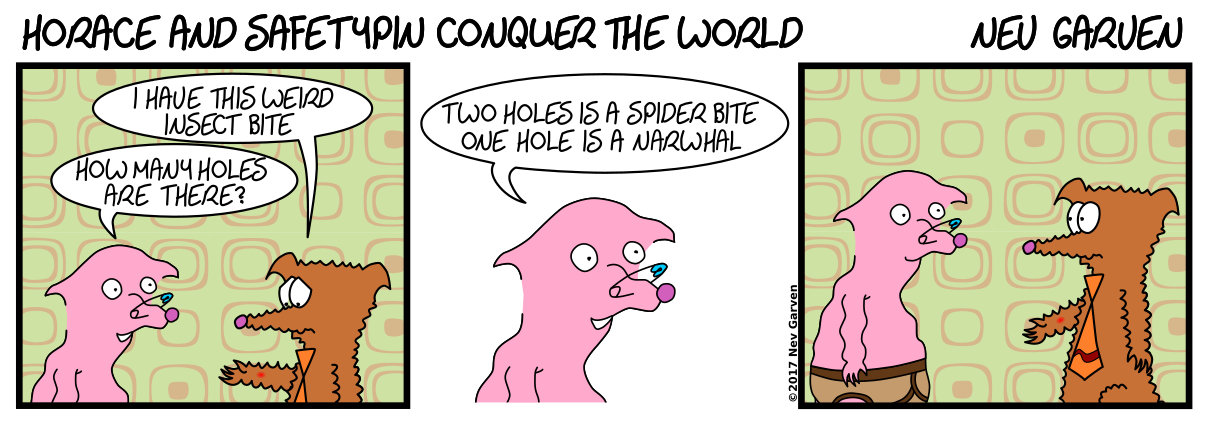 HORACE AND SAFETYPIN CONQUER THE WORLD
NEV GARVEN
I HAVE THIS WEIRD
INSECT BITE
HOW MANY HOLES
ARE THERE?
TWO HOLES IS A SPIDER BITE
ONE HOLE IS A NARWHAL
©2017 Nev Garven